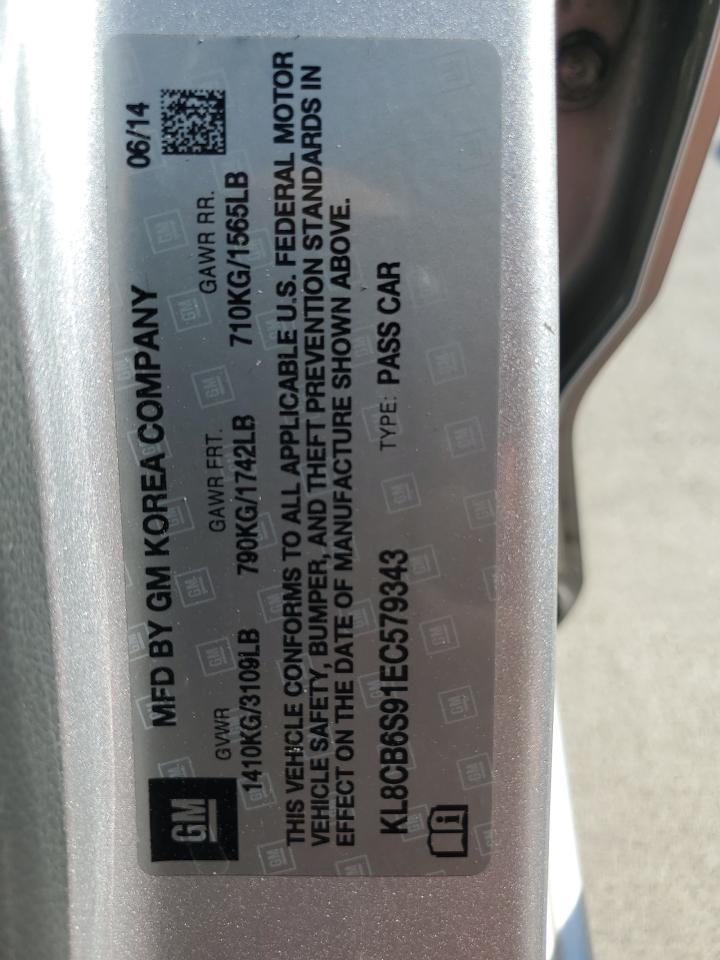 GM
MFD BY GM KOREA COMPANY 06/14
GVWR GAWR FRT. GAWR RR.
1410KG/3109LB 790KG/1742LB 710KG/1565LB
THIS VEHICLE CONFORMS TO ALL APPLICABLE U.S. FEDERAL MOTOR
VEHICLE SAFETY, BUMPER, AND THEFT PREVENTION STANDARDS IN
EFFECT ON THE DATE OF MANUFACTURE SHOWN ABOVE.
KL8CB6S91EC579343 TYPE: PASS CAR